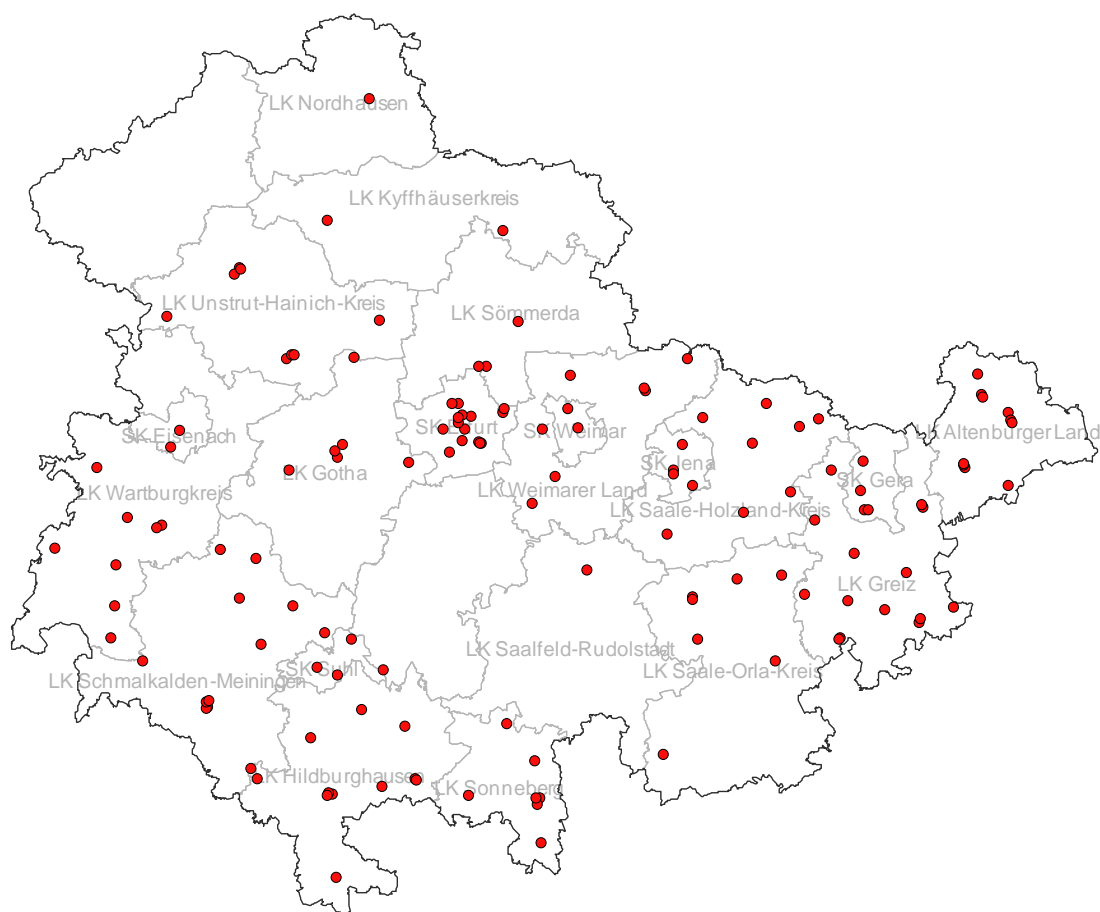 LK Nordhausen
LK Kyffhäuserkreis
LK Unstrut-Hainich-Kreis
LK Sömmerda
SK Eisenach
SK Erfurt
SK Weimar
LK Altenburger Land
LK Gotha
SK Jena
SK Gera
LK Wartburgkreis
LK Weimarer Land
LK Saale-Holzland-Kreis
LK Greiz
LK Saalfeld-Rudolstadt
SK Suhl
LK Saale-Orla-Kreis
LK Schmalkalden-Meiningen
LK Hildburghausen
LK Sonneberg